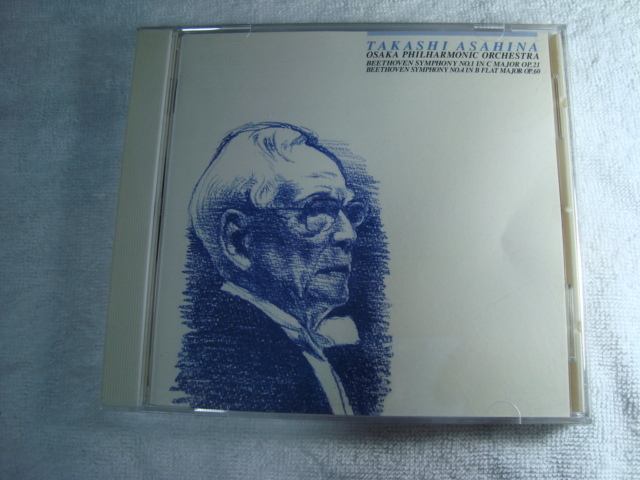 TAKASHI ASAHINA
OSAKA PHILHARMONIC ORCHESTRA
BEETHOVEN SYMPHONY NO.1 IN C MAJOR OP.21
BEETHOVEN SYMPHONY NO.4 IN B FLAT MAJOR OP.60